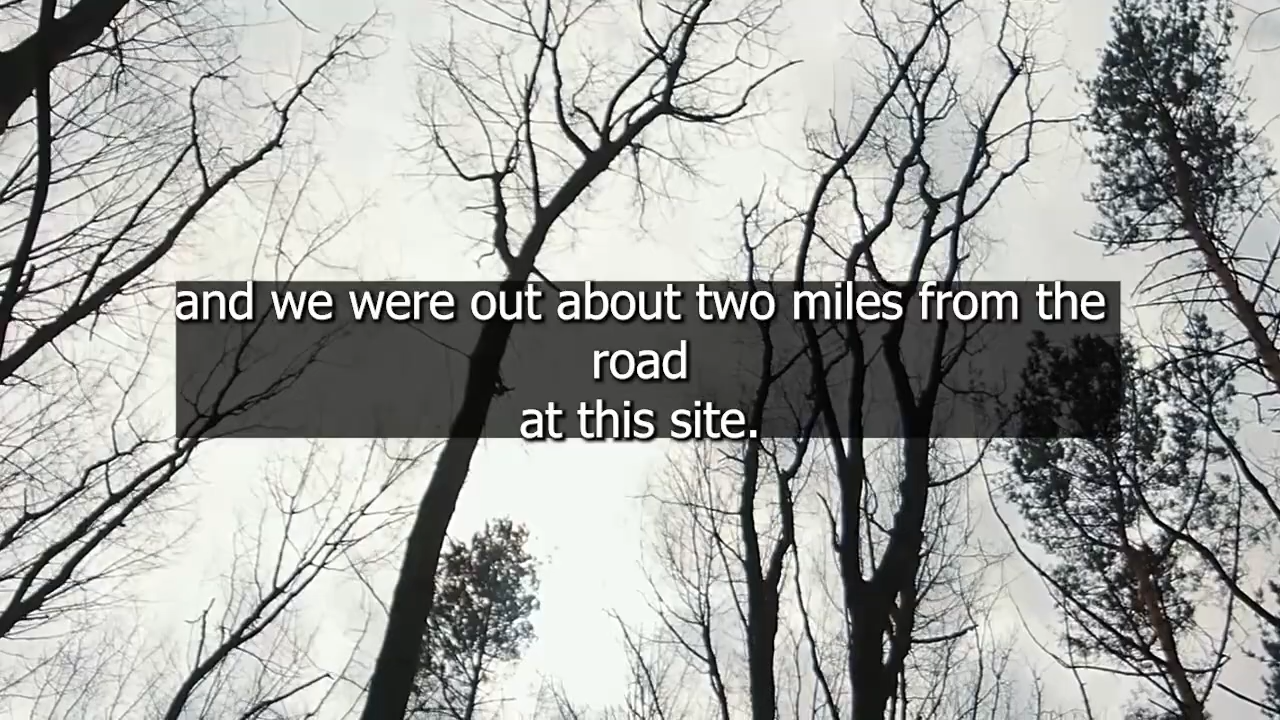 and we were out about two miles from the
road
at this site.